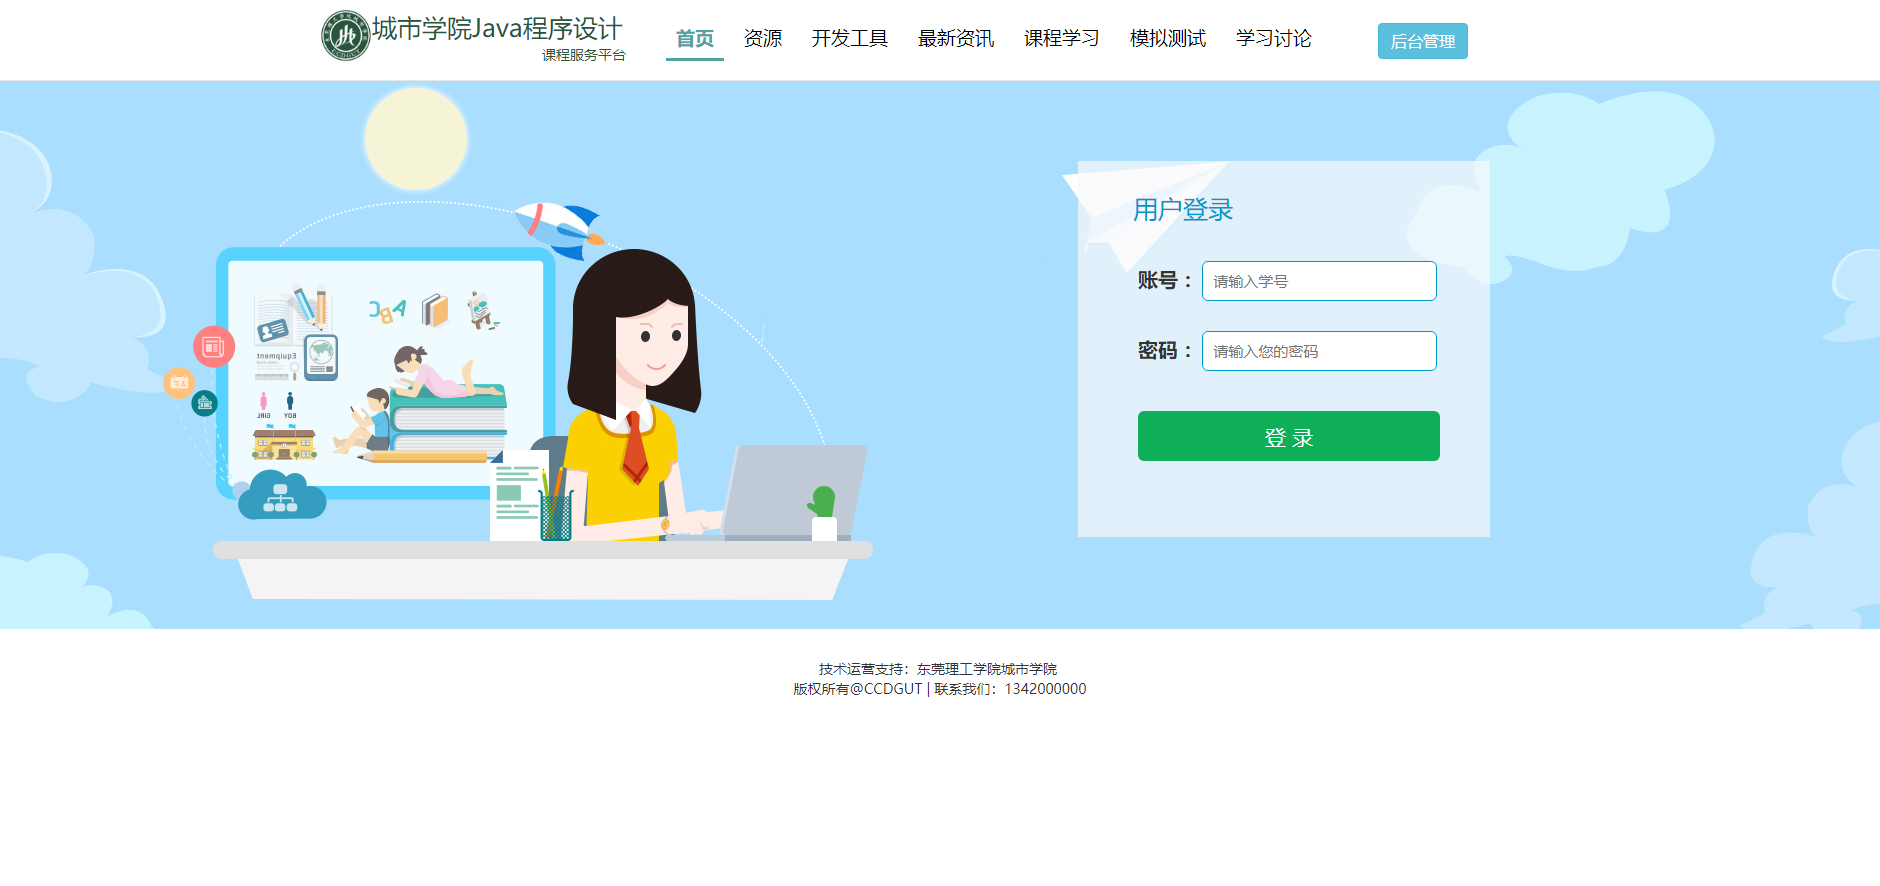 城市学院Java程序设计
课程服务平台
首页 资源 开发工具 最新资讯 课程学习 模拟测试 学习讨论
后台管理
用户登录
账号： 请输入学号
密码： 请输入您的密码
登 录
ABC
Equipment
GIRL BOY
技术运营支持：东莞理工学院城市学院
版权所有@CCDGUT | 联系我们：1342000000